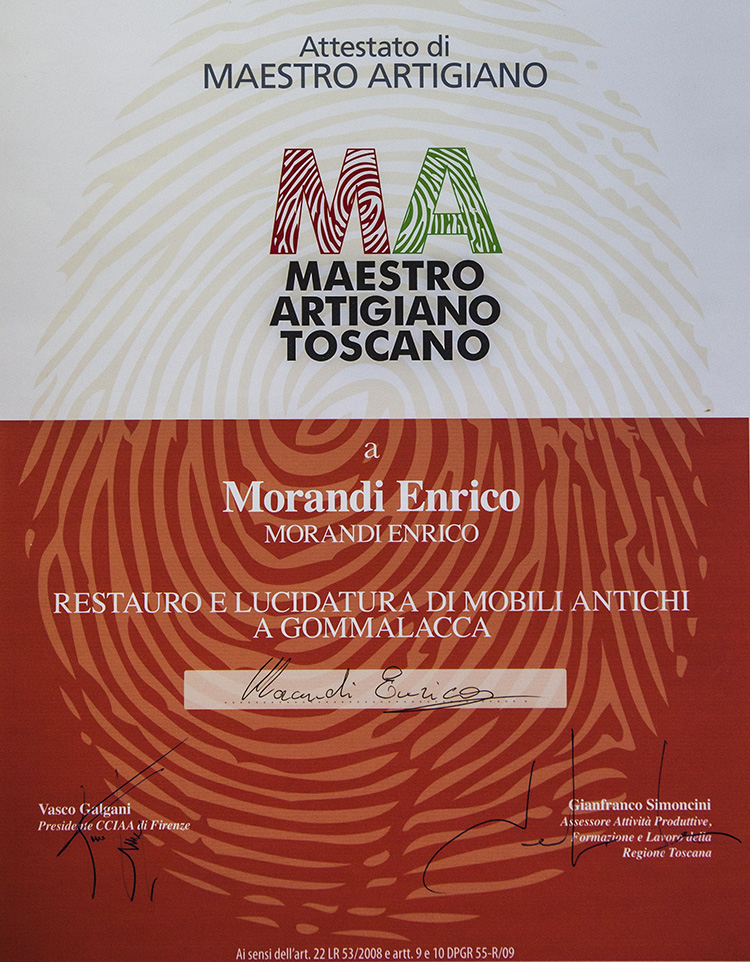 Attestato di
MAESTRO ARTIGIANO
MA
MAESTRO
ARTIGIANO
TOSCANO
a
Morandi Enrico
MORANDI ENRICO
RESTAURO E LUCIDATURA DI MOBILI ANTICHI
A GOMMALACCA
Morandi Enrico
Vasco Galgani
Presidente CCIAA di Firenze
Gianfranco Simoncini
Assessore Attività Produttive,
Formazione e Lavoro della
Regione Toscana
Ai sensi dell'art. 22 LR 53/2008 e artt. 9 e 10 DPGR 55-R/09